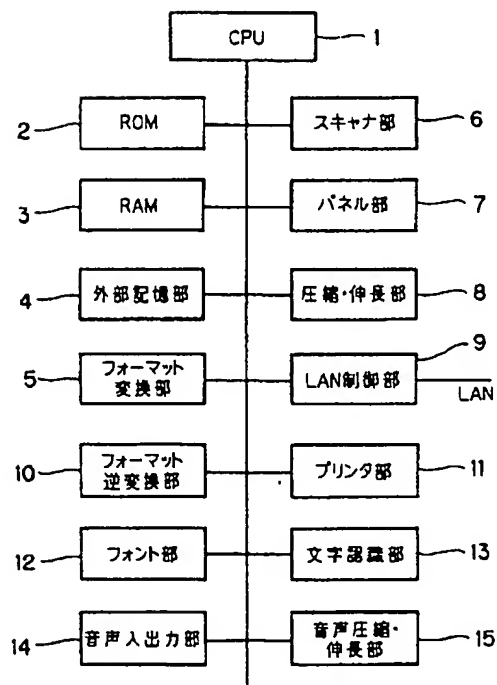 CPU
1
2
ROM
スキャナ部
6
3
RAM
パネル部
7
4
外部記憶部
圧縮・伸長部
8
5
フォーマット
変換部
LAN制御部
9
LAN
10
フォーマット
逆変換部
プリンタ部
11
12
フォント部
文字認識部
13
14
音声入出力部
音声圧縮・
伸長部
15